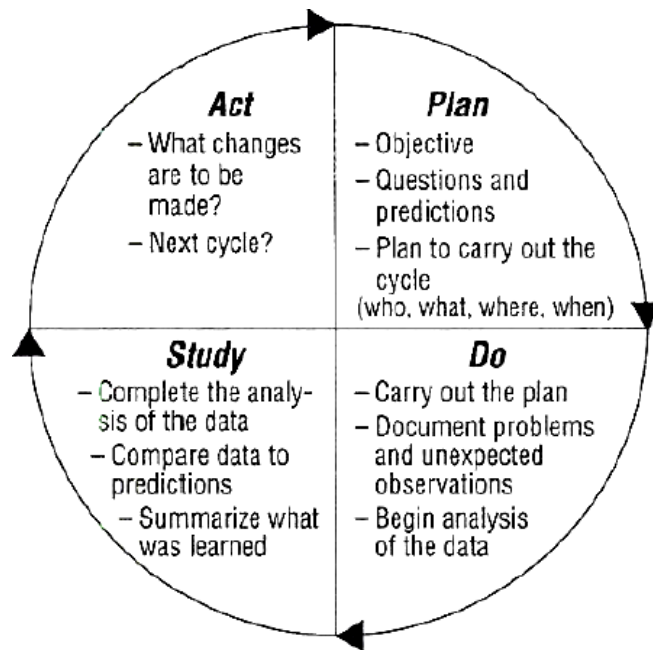 Act
– What changes
are to be
made?
– Next cycle?
Plan
– Objective
– Questions and
predictions
– Plan to carry out the
cycle
(who, what, where, when)
Study
– Complete the analy-
sis of the data
– Compare data to
predictions
– Summarize what
was learned
Do
– Carry out the plan
– Document problems
and unexpected
observations
– Begin analysis
of the data